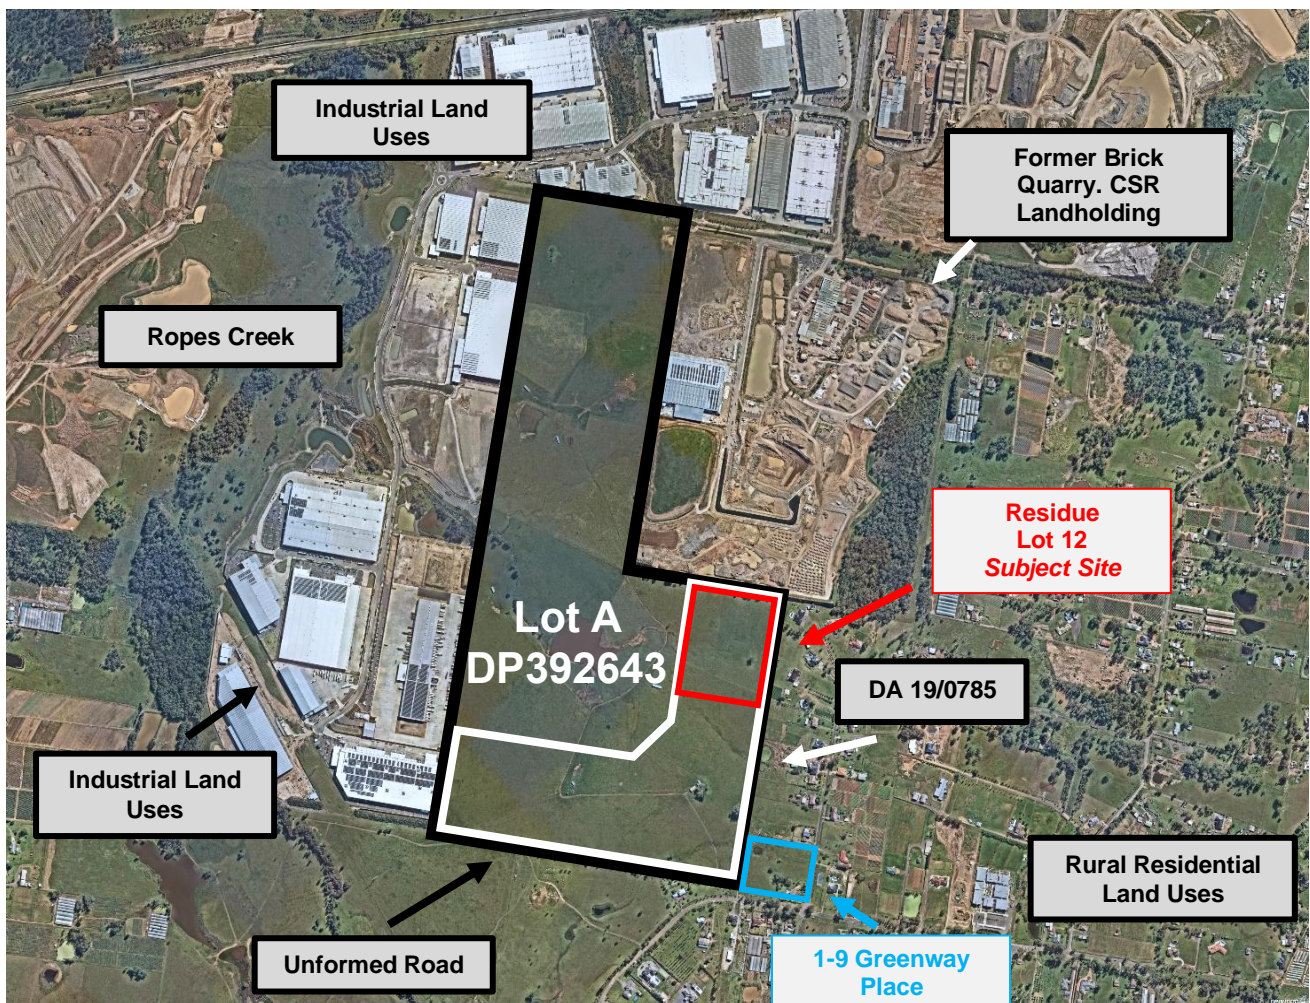 Industrial Land
Uses
Former Brick
Quarry. CSR
Landholding
Ropes Creek
Residue
Lot 12
Subject Site
Lot A
DP392643
DA 19/0785
Industrial Land
Uses
Rural Residential
Land Uses
Unformed Road
1-9 Greenway
Place